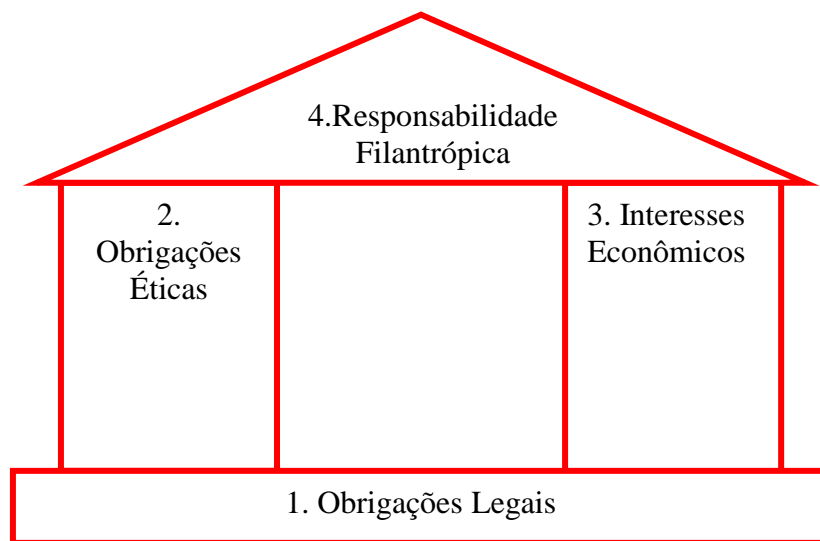 4.Responsabilidade
Filantrópica
2.
Obrigações
Éticas
3. Interesses
Econômicos
1. Obrigações Legais